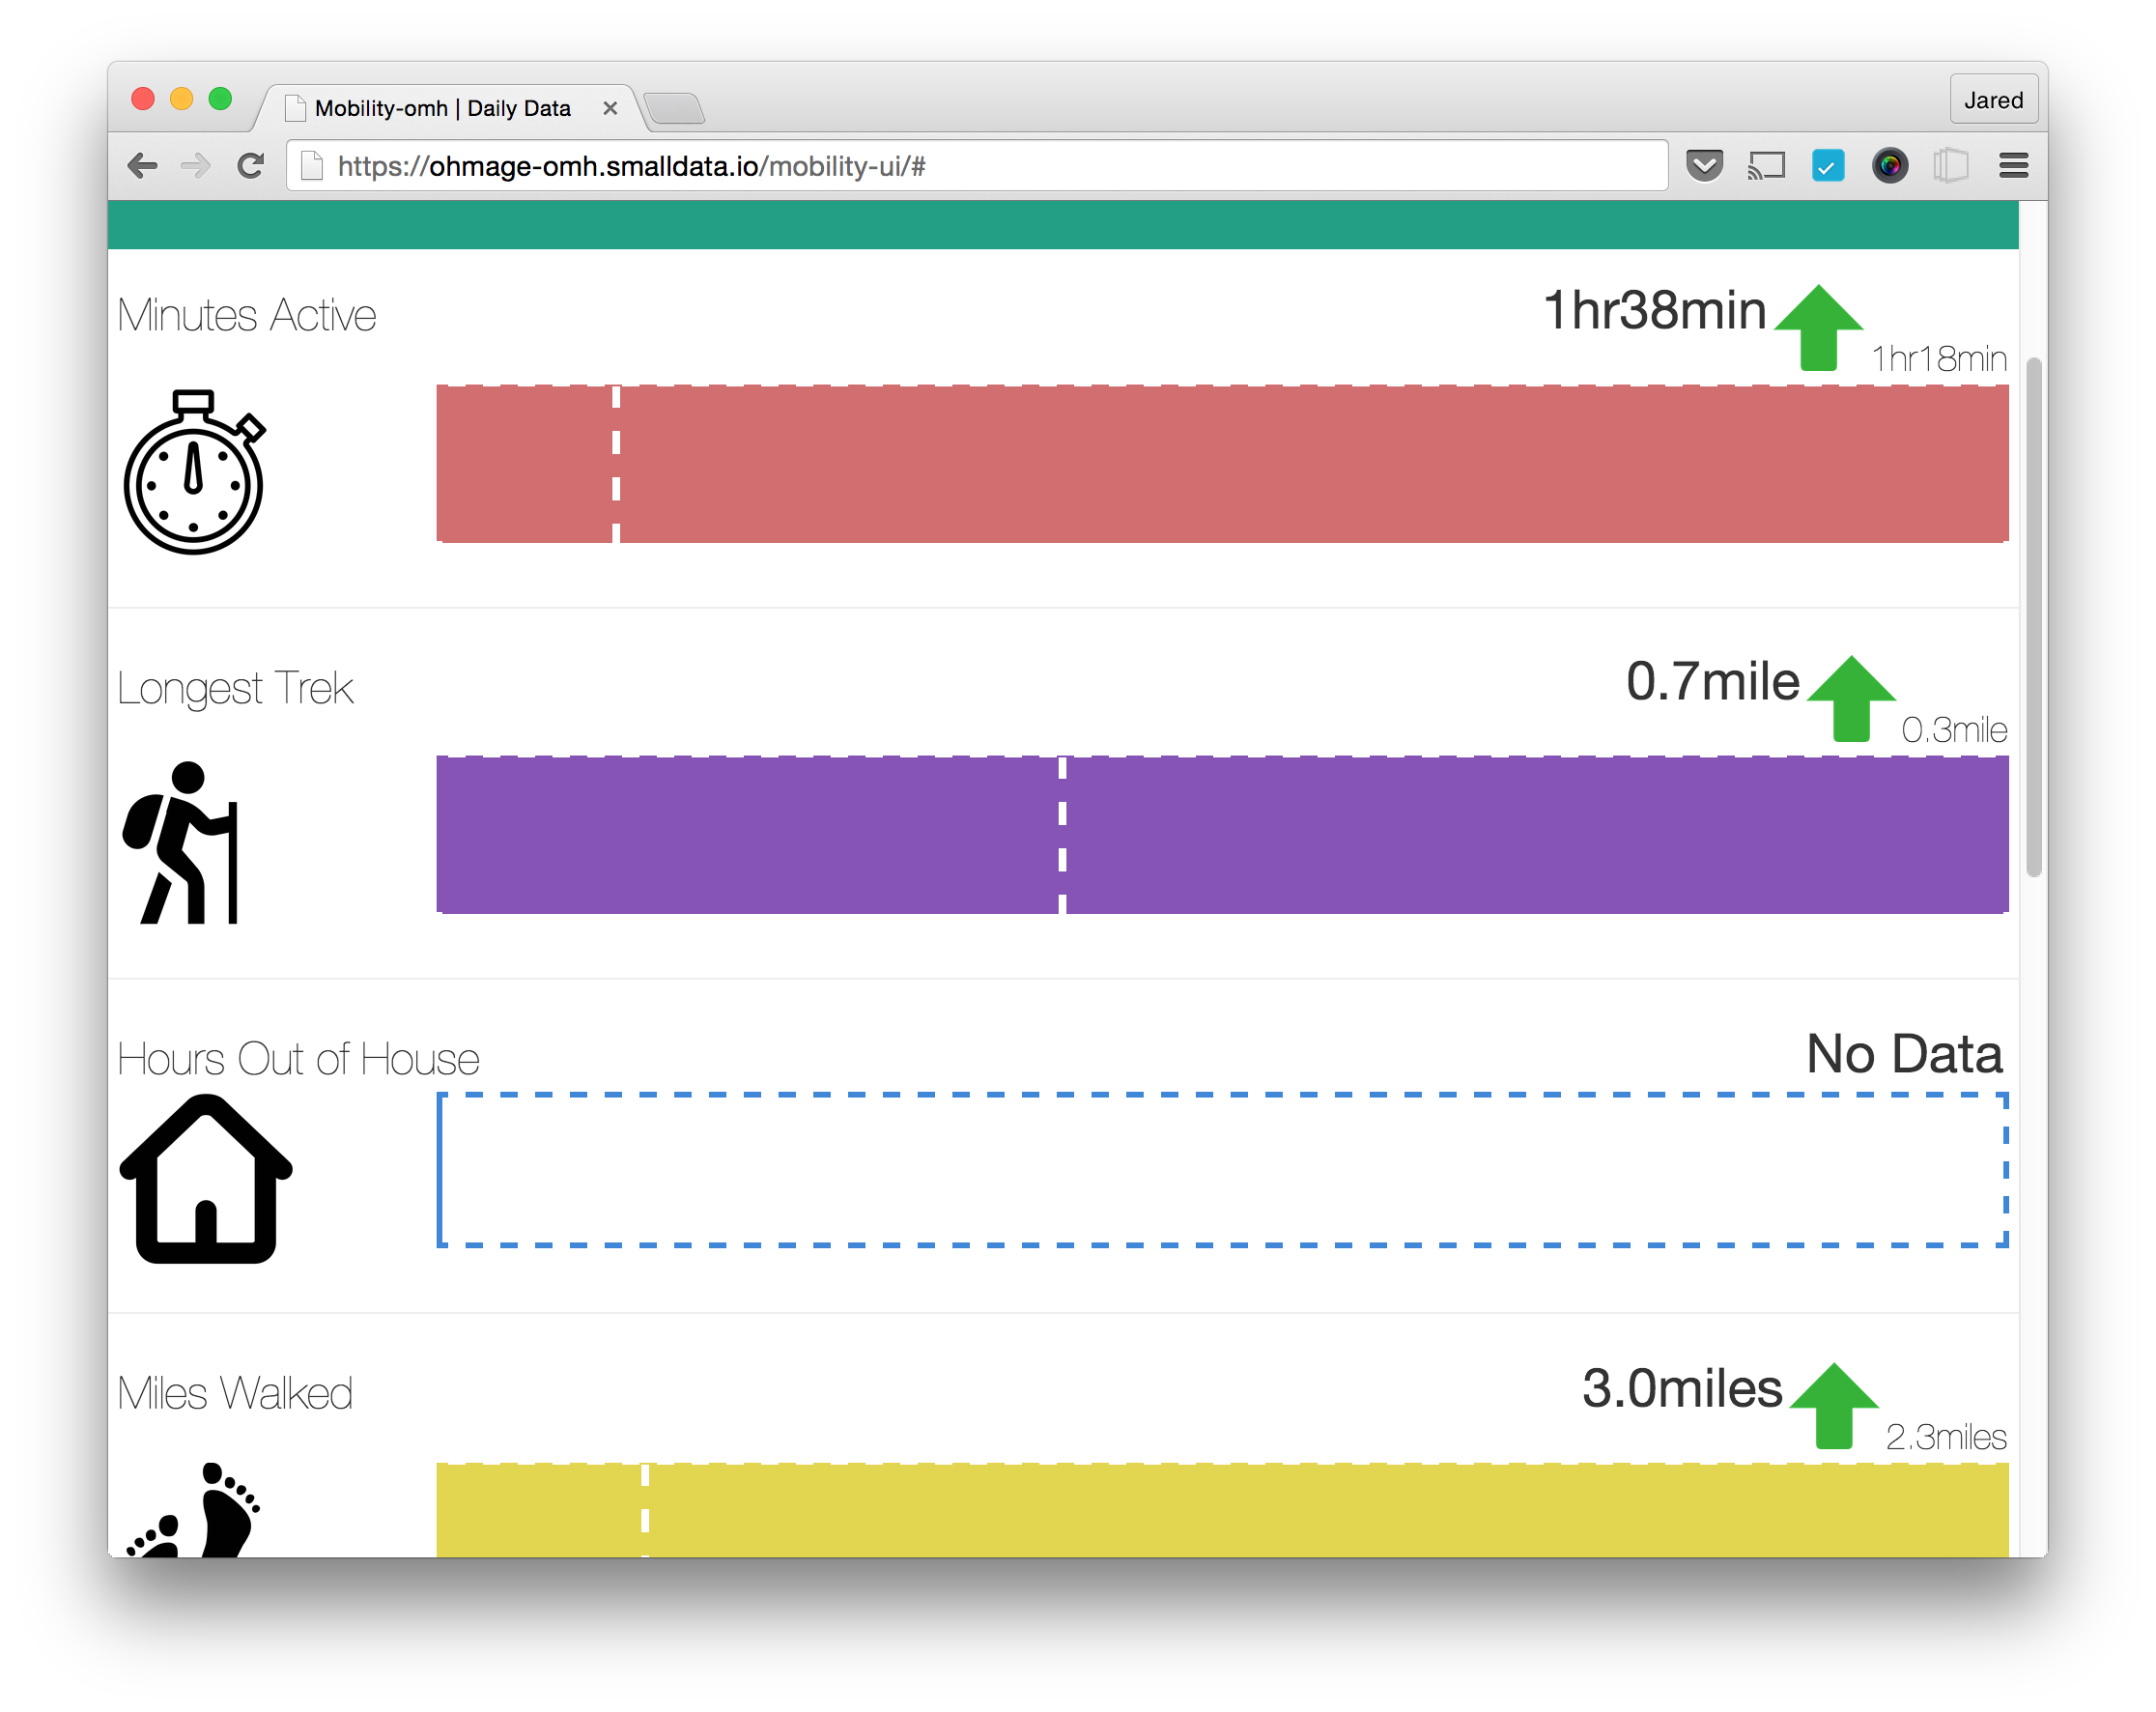 Mobility-omh | Daily Data
Jared
https://ohmage-omh.smalldata.io/mobility-ui/#
Minutes Active
1hr38min
1hr18min
Longest Trek
0.7mile
0.3mile
Hours Out of House
No Data
Miles Walked
3.0miles
2.3miles